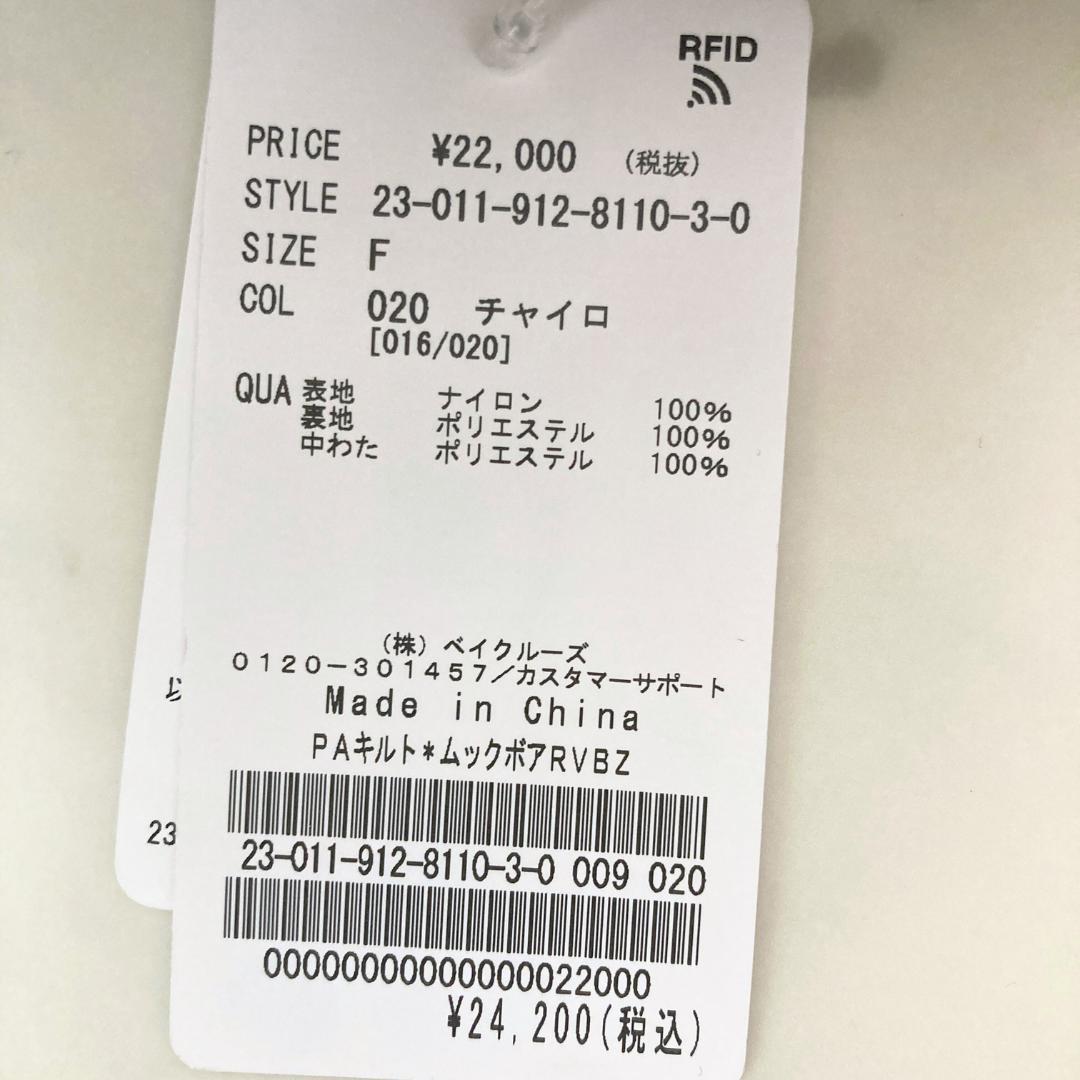 RFID
PRICE ¥22,000 (税抜)
STYLE 23-011-912-8110-3-0
SIZE F
COL 020 チャイロ
[016/020]
QUA 表地 ナイロン 100%
裏地 ポリエステル 100%
中わた ポリエステル 100%
(株)ベイクルーズ
0120-301457/カスタマーサポート
以
Made in China
PAキルト*ムックボアRVBZ
23
23-011-912-8110-3-0 009 020
00000000000000022000
¥24,200(税込)